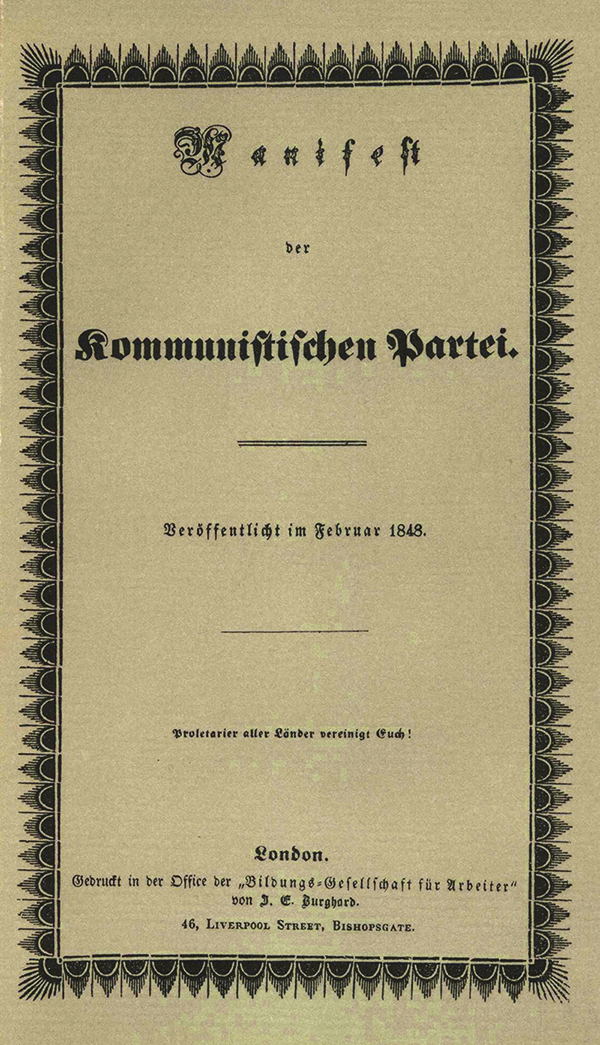 Manifest
der
Kommunistischen Partei.
Veröffentlicht im Februar 1848.
Proletarier aller Länder vereinigt Euch!
London.
Gedruckt in der Office der „Bildungs-Gesellschaft für Arbeiter“
von J. E. Burghard.
46, LIVERPOOL STREET, BISHOPSGATE.